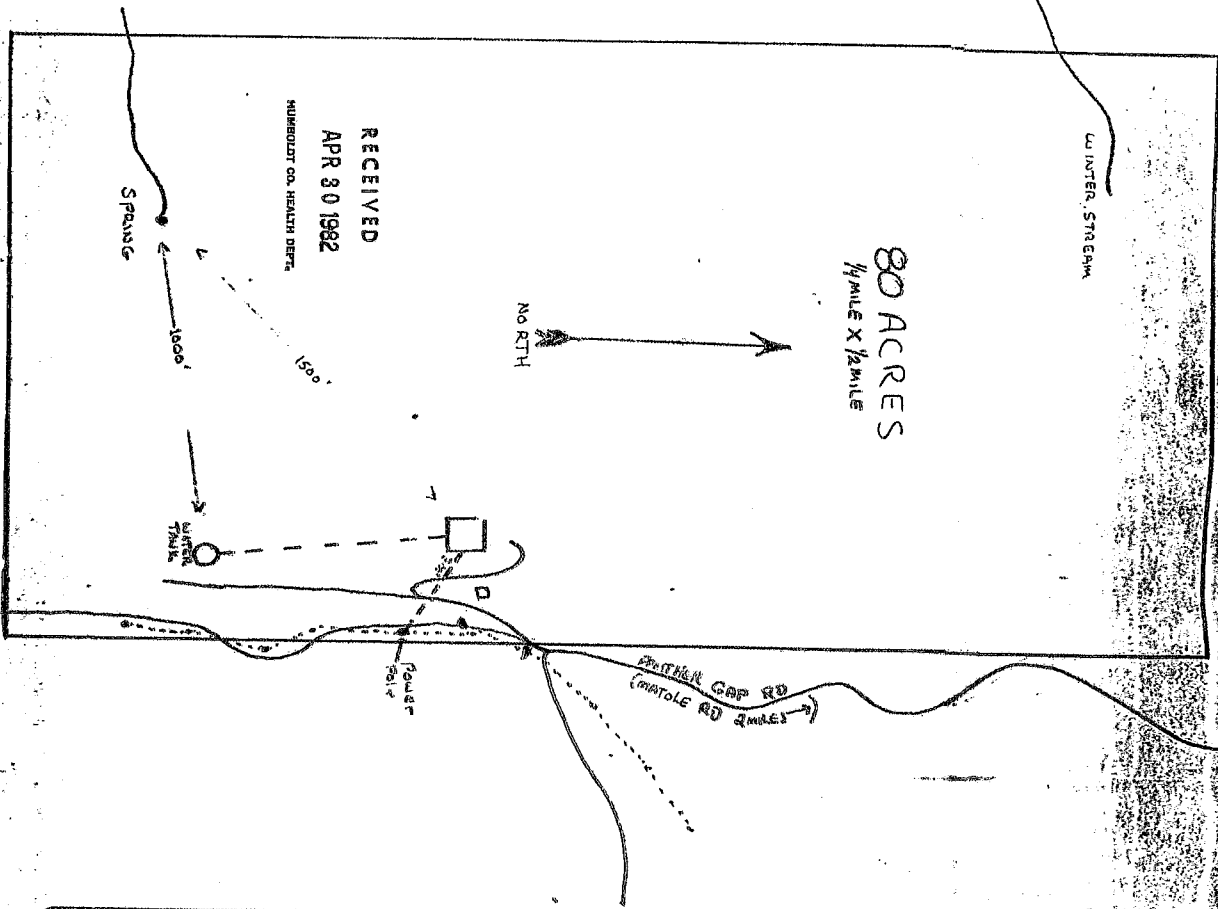 WINTER STREAM
80 ACRES
1/4 MILE X 1/2 MILE
NORTH
RECEIVED
APR 30 1982
HUMBOLDT CO. HEALTH DEPT.
SPRING
1000'
1500'
WATER
TANK
Power
Pole
PANTHER GAP RD
(MATOLE RD 2 MILES →)